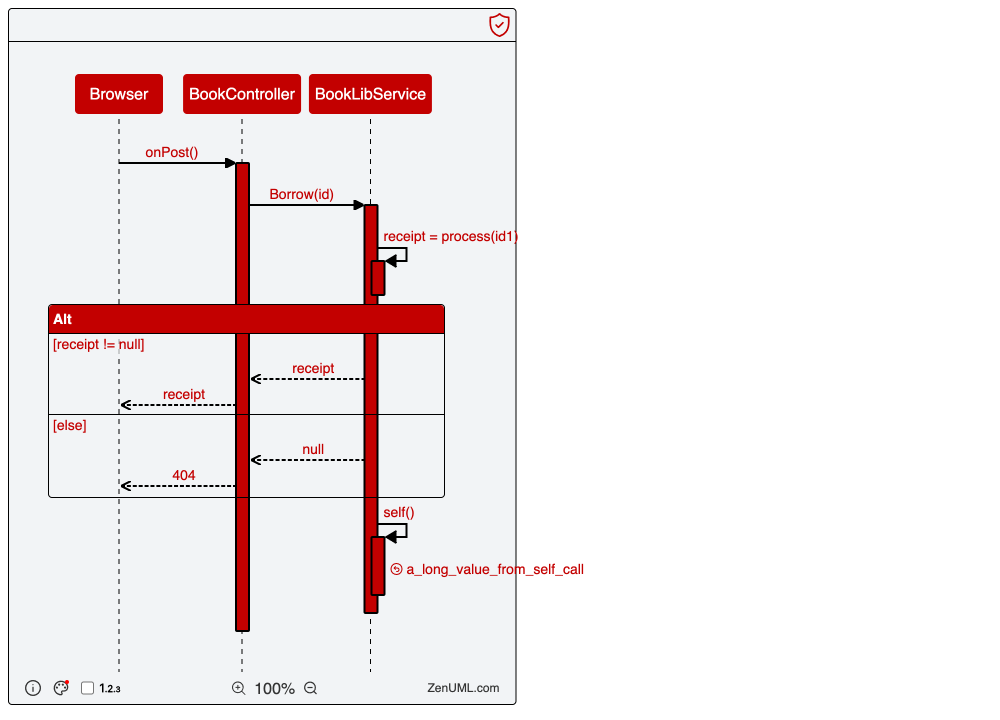 Browser
BookController
BookLibService
onPost()
Borrow(id)
receipt = process(id1)
Alt
[receipt != null]
receipt
receipt
[else]
null
404
self()
a_long_value_from_self_call
1.2.3
100%
ZenUML.com